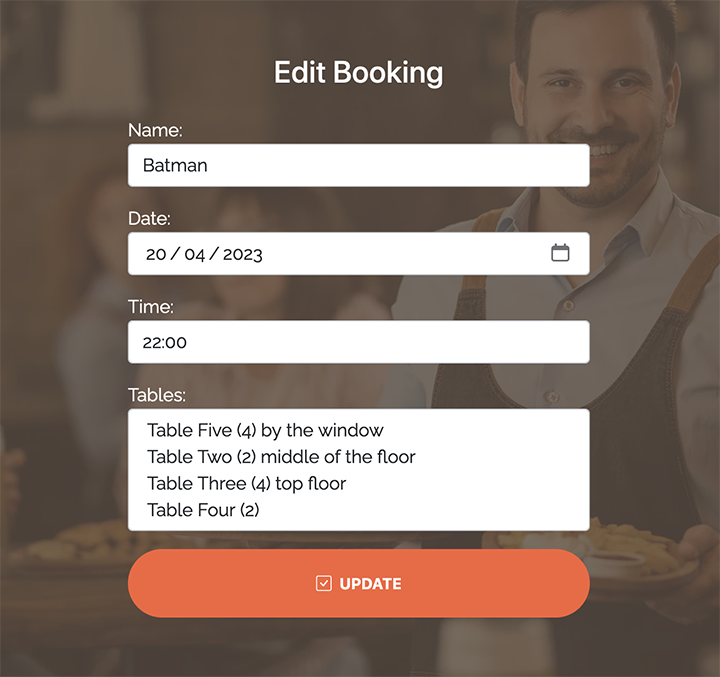 Edit Booking
Name:
Batman
Date:
20 / 04 / 2023
Time:
22:00
Tables:
Table Five (4) by the window
Table Two (2) middle of the floor
Table Three (4) top floor
Table Four (2)
UPDATE